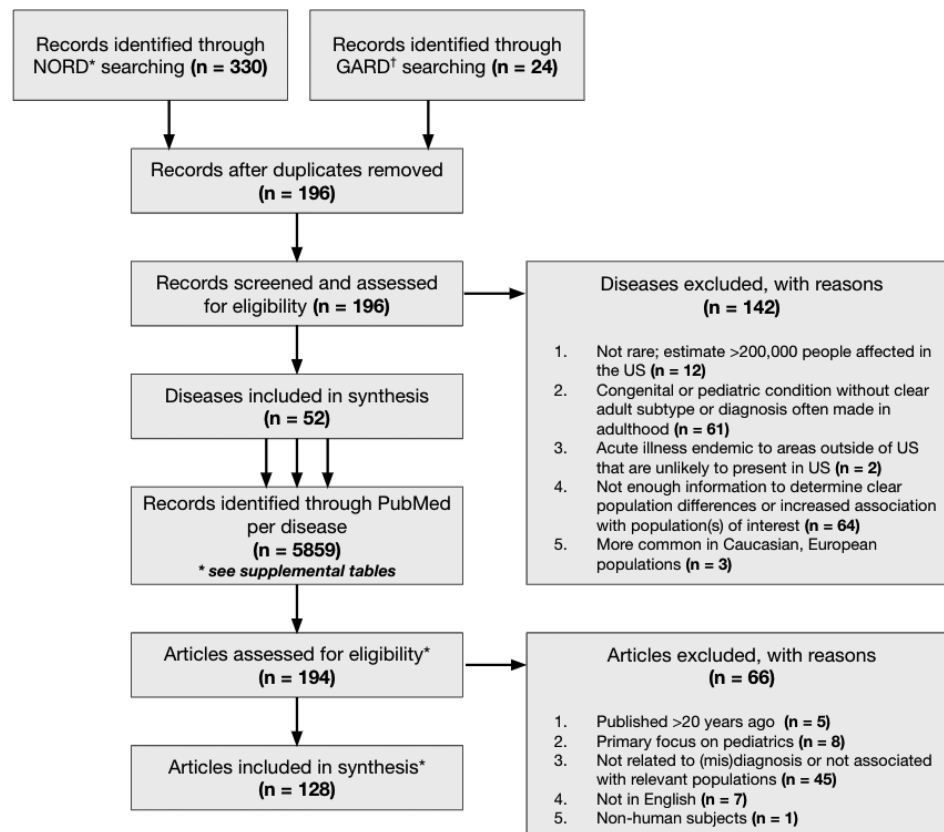 Records identified through
NORD* searching (n = 330)
Records identified through
GARD† searching (n = 24)
Records after duplicates removed
(n = 196)
Records screened and assessed
for eligibility (n = 196)
Diseases excluded, with reasons
(n = 142)
1. Not rare; estimate >200,000 people affected in
the US (n = 12)
2. Congenital or pediatric condition without clear
adult subtype or diagnosis often made in
adulthood (n = 61)
3. Acute illness endemic to areas outside of US
that are unlikely to present in US (n = 2)
4. Not enough information to determine clear
population differences or increased association
with population(s) of interest (n = 64)
5. More common in Caucasian, European
populations (n = 3)
Diseases included in synthesis
(n = 52)
Records identified through PubMed
per disease
(n = 5859)
* see supplemental tables
Articles assessed for eligibility*
(n = 194)
Articles excluded, with reasons
(n = 66)
1. Published >20 years ago (n = 5)
2. Primary focus on pediatrics (n = 8)
3. Not related to (mis)diagnosis or not associated
with relevant populations (n = 45)
4. Not in English (n = 7)
5. Non-human subjects (n = 1)
Articles included in synthesis*
(n = 128)